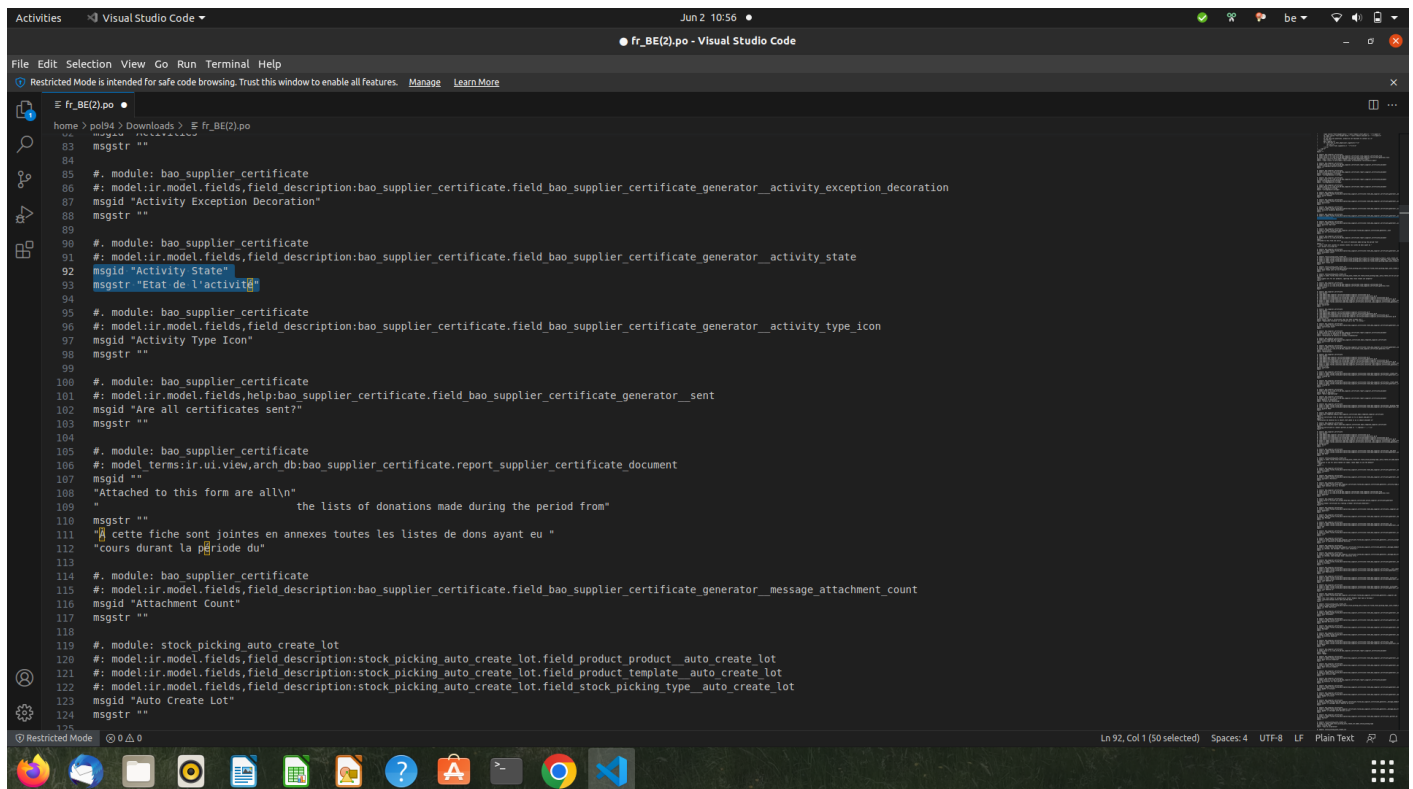 Activities Visual Studio Code Jun 2 10:56 be
fr_BE(2).po - Visual Studio Code
File Edit Selection View Go Run Terminal Help
Restricted Mode is intended for safe code browsing. Trust this window to enable all features. Manage Learn More
fr_BE(2).po
home > pol94 > Downloads > fr_BE(2).po
82 msgid "Activities"
83 msgstr ""
84
85 #. module: bao_supplier_certificate
86 #: model:ir.model.fields,field_description:bao_supplier_certificate.field_bao_supplier_certificate_generator__activity_exception_decoration
87 msgid "Activity Exception Decoration"
88 msgstr ""
89
90 #. module: bao_supplier_certificate
91 #: model:ir.model.fields,field_description:bao_supplier_certificate.field_bao_supplier_certificate_generator__activity_state
92 msgid "Activity State"
93 msgstr "Etat de l'activité"
94
95 #. module: bao_supplier_certificate
96 #: model:ir.model.fields,field_description:bao_supplier_certificate.field_bao_supplier_certificate_generator__activity_type_icon
97 msgid "Activity Type Icon"
98 msgstr ""
99
100 #. module: bao_supplier_certificate
101 #: model:ir.model.fields,help:bao_supplier_certificate.field_bao_supplier_certificate_generator__sent
102 msgid "Are all certificates sent?"
103 msgstr ""
104
105 #. module: bao_supplier_certificate
106 #: model_terms:ir.ui.view,arch_db:bao_supplier_certificate.report_supplier_certificate_document
107 msgid ""
108 "Attached to this form are all\n"
109 " the lists of donations made during the period from"
110 msgstr ""
111 "À cette fiche sont jointes en annexes toutes les listes de dons ayant eu "
112 "cours durant la période du"
113
114 #. module: bao_supplier_certificate
115 #: model:ir.model.fields,field_description:bao_supplier_certificate.field_bao_supplier_certificate_generator__message_attachment_count
116 msgid "Attachment Count"
117 msgstr ""
118
119 #. module: stock_picking_auto_create_lot
120 #: model:ir.model.fields,field_description:stock_picking_auto_create_lot.field_product_product__auto_create_lot
121 #: model:ir.model.fields,field_description:stock_picking_auto_create_lot.field_product_template__auto_create_lot
122 #: model:ir.model.fields,field_description:stock_picking_auto_create_lot.field_stock_picking_type__auto_create_lot
123 msgid "Auto Create Lot"
124 msgstr ""
125
Restricted Mode 0 0 Ln 92, Col 1 (50 selected) Spaces: 4 UTF-8 LF Plain Text